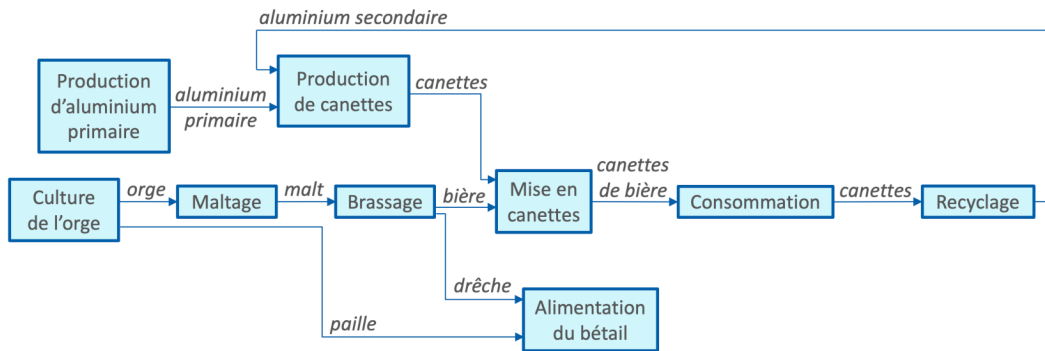 aluminium secondaire
Production
d'aluminium
primaire
aluminium
primaire
Production
de canettes
canettes
Culture
de l'orge
orge
Maltage
malt
Brassage
bière
Mise en
canettes
canettes
de bière
Consommation
canettes
Recyclage
drêche
paille
Alimentation
du bétail